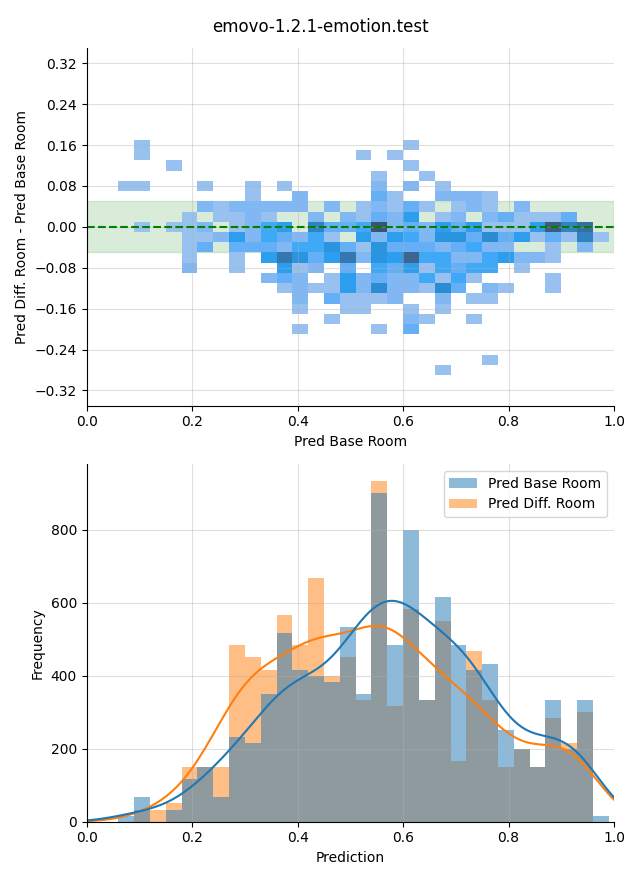 emovo-1.2.1-emotion.test
Pred Diff. Room - Pred Base Room
0.32
0.24
0.16
0.08
0.00
−0.08
−0.16
−0.24
−0.32
0.0 0.2 0.4 0.6 0.8 1.0
Pred Base Room
Pred Base Room
Pred Diff. Room
Frequency
800
600
400
200
0
0.0 0.2 0.4 0.6 0.8 1.0
Prediction